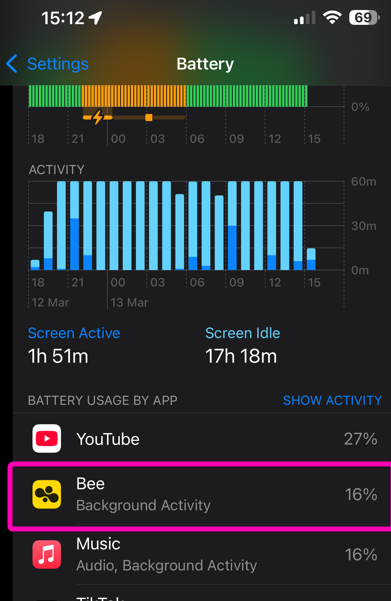 15:12
69
Settings
Battery
0%
18 21 00 03 06 09 12 15
ACTIVITY
60m
30m
0m
18 21 00 03 06 09 12 15
12 Mar 13 Mar
Screen Active Screen Idle
1h 51m 17h 18m
BATTERY USAGE BY APP SHOW ACTIVITY
YouTube 27%
Bee
Background Activity 16%
Music
Audio, Background Activity 16%